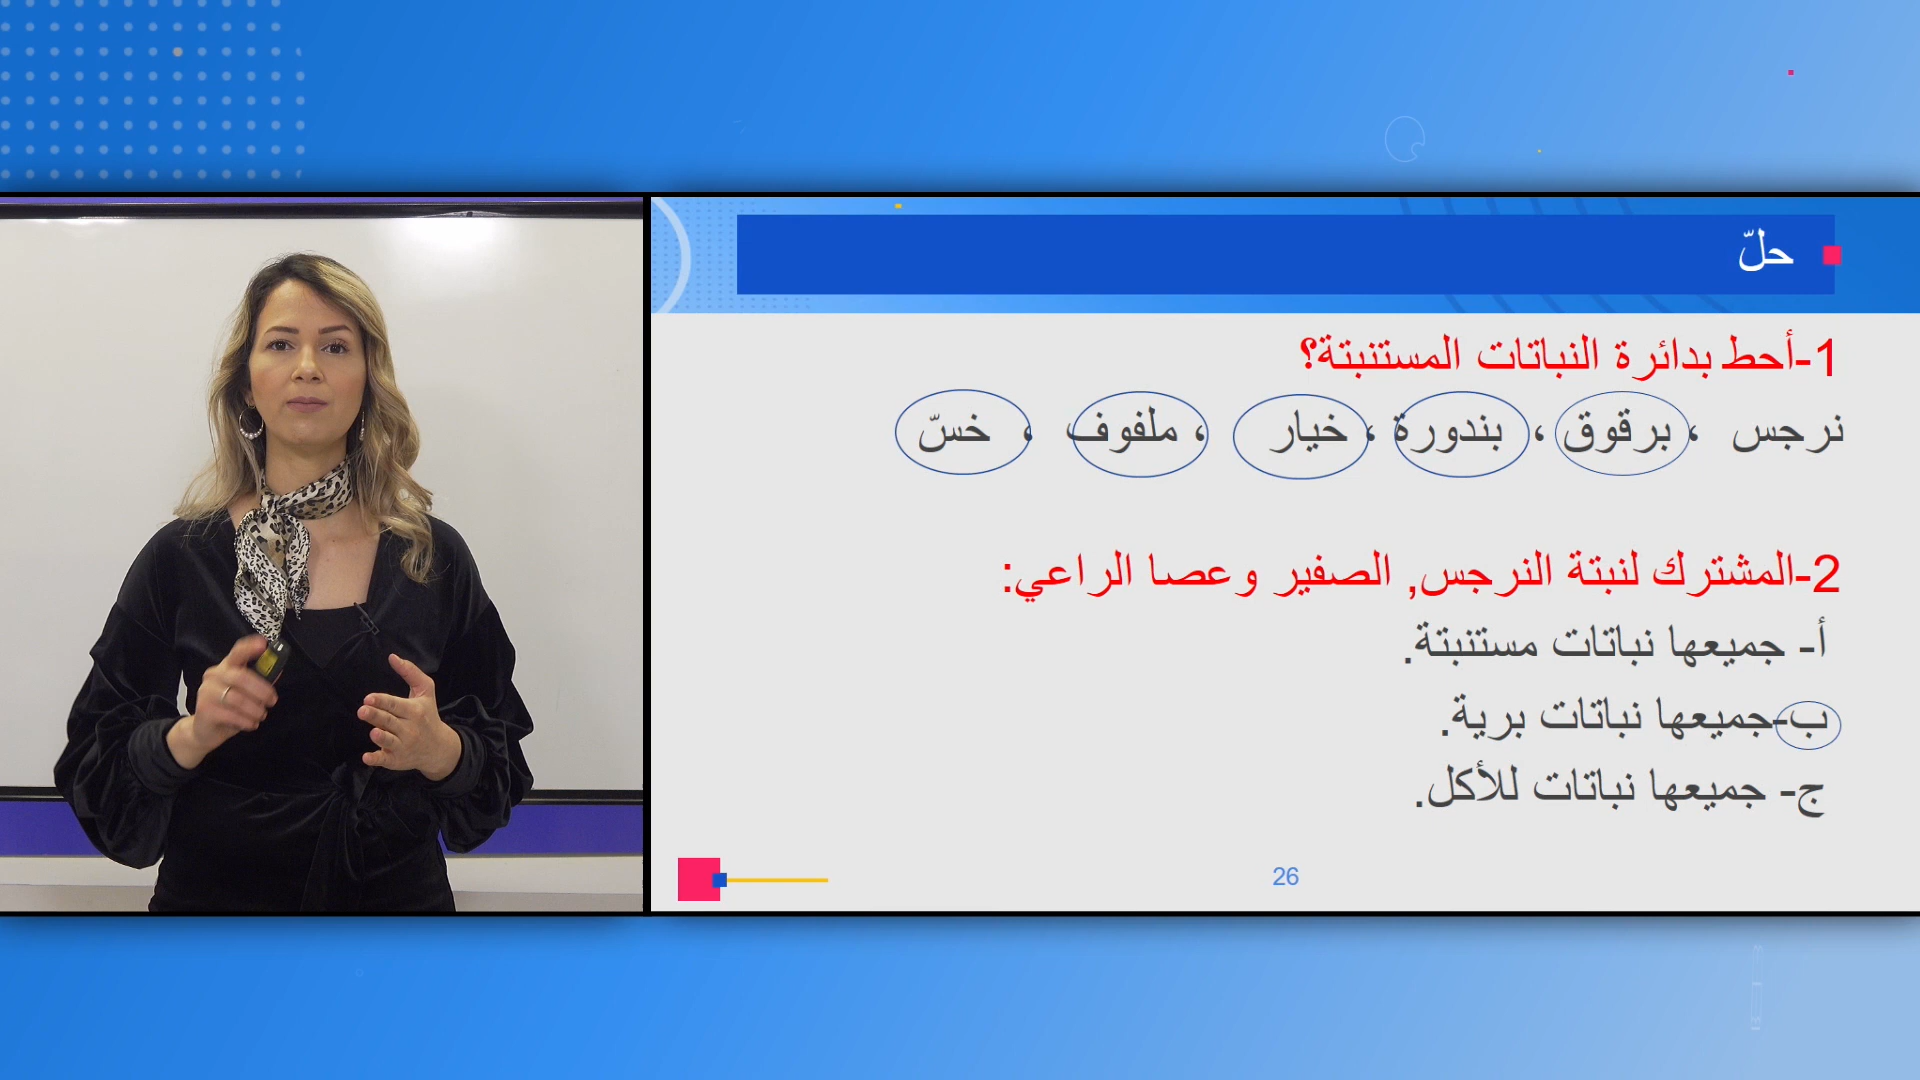 حلّ
1-أحط بدائرة النباتات المستنبتة؟
نرجس ، برقوق ، بندورة ، خيار ، ملفوف ، خسّ
2-المشترك لنبتة النرجس, الصفير وعصا الراعي:
أ- جميعها نباتات مستنبتة.
ب-جميعها نباتات برية.
ج- جميعها نباتات للأكل.
26